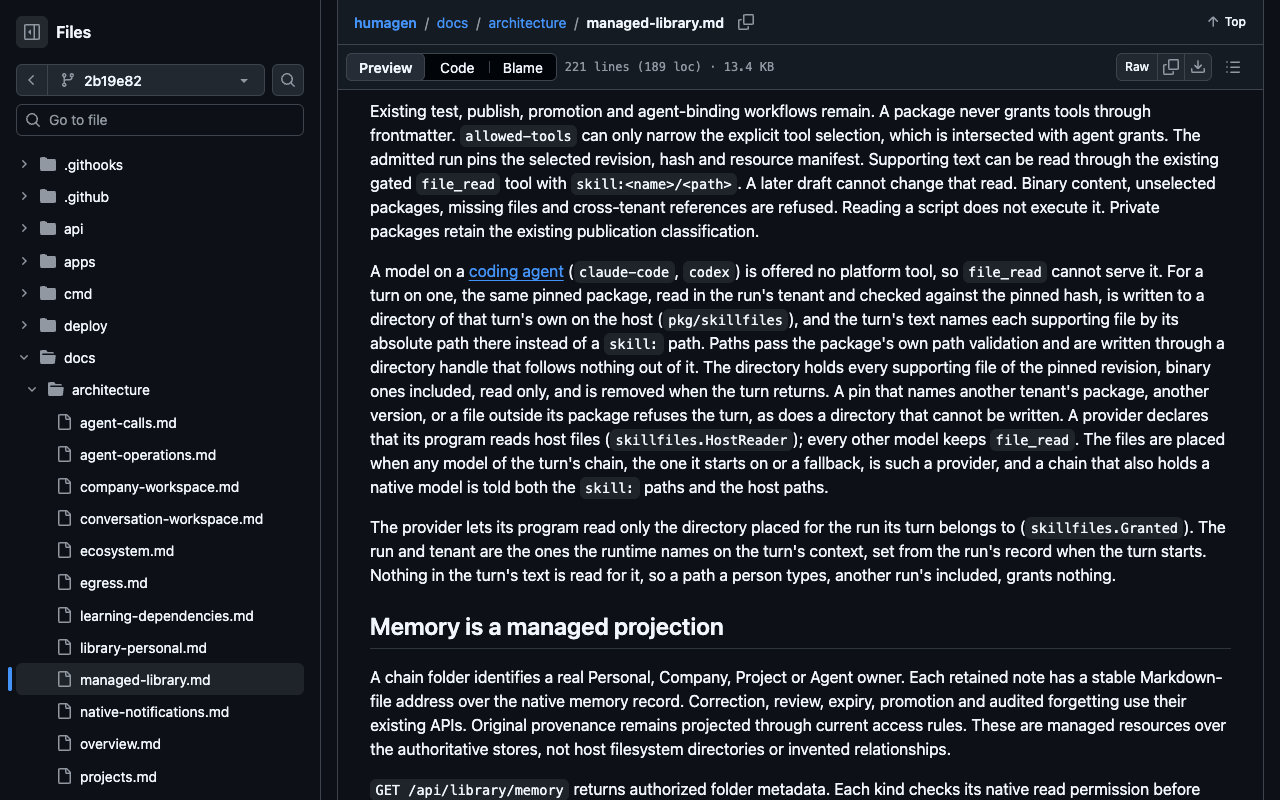 Files
2b19e82
Go to file
.githooks
.github
api
apps
cmd
deploy
docs
architecture
agent-calls.md
agent-operations.md
company-workspace.md
conversation-workspace.md
ecosystem.md
egress.md
learning-dependencies.md
library-personal.md
managed-library.md
native-notifications.md
overview.md
projects.md
humagen / docs / architecture / managed-library.md
Top
Preview Code Blame 221 lines (189 loc) · 13.4 KB Raw
Existing test, publish, promotion and agent-binding workflows remain. A package never grants tools through
frontmatter. allowed-tools can only narrow the explicit tool selection, which is intersected with agent grants. The
admitted run pins the selected revision, hash and resource manifest. Supporting text can be read through the existing
gated file_read tool with skill:<name>/<path>. A later draft cannot change that read. Binary content, unselected
packages, missing files and cross-tenant references are refused. Reading a script does not execute it. Private
packages retain the existing publication classification.
A model on a coding agent (claude-code, codex) is offered no platform tool, so file_read cannot serve it. For a
turn on one, the same pinned package, read in the run's tenant and checked against the pinned hash, is written to a
directory of that turn's own on the host (pkg/skillfiles), and the turn's text names each supporting file by its
absolute path there instead of a skill: path. Paths pass the package's own path validation and are written through a
directory handle that follows nothing out of it. The directory holds every supporting file of the pinned revision, binary
ones included, read only, and is removed when the turn returns. A pin that names another tenant's package, another
version, or a file outside its package refuses the turn, as does a directory that cannot be written. A provider declares
that its program reads host files (skillfiles.HostReader); every other model keeps file_read. The files are placed
when any model of the turn's chain, the one it starts on or a fallback, is such a provider, and a chain that also holds a
native model is told both the skill: paths and the host paths.
The provider lets its program read only the directory placed for the run its turn belongs to (skillfiles.Granted). The
run and tenant are the ones the runtime names on the turn's context, set from the run's record when the turn starts.
Nothing in the turn's text is read for it, so a path a person types, another run's included, grants nothing.
Memory is a managed projection
A chain folder identifies a real Personal, Company, Project or Agent owner. Each retained note has a stable Markdown-
file address over the native memory record. Correction, review, expiry, promotion and audited forgetting use their
existing APIs. Original provenance remains projected through current access rules. These are managed resources over
the authoritative stores, not host filesystem directories or invented relationships.
GET /api/library/memory returns authorized folder metadata. Each kind checks its native read permission before